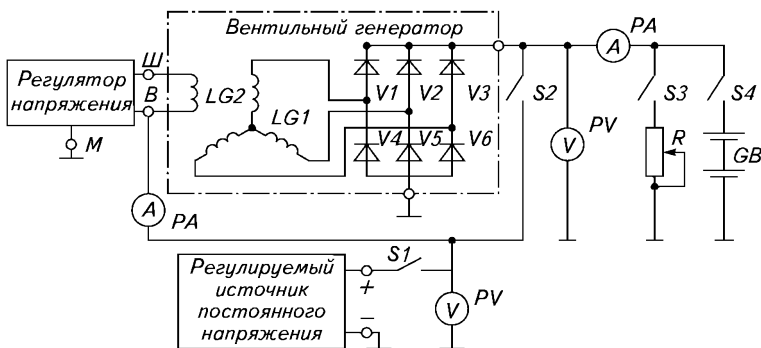 Вентильный генератор
Регулятор
напряжения
Ш
В
М
LG2
LG1
V1
V2
V3
V4
V5
V6
S2
PV
V
PA
A
S3
S4
R
GB
A
PA
Регулируемый
источник
постоянного
напряжения
+
−
S1
V
PV